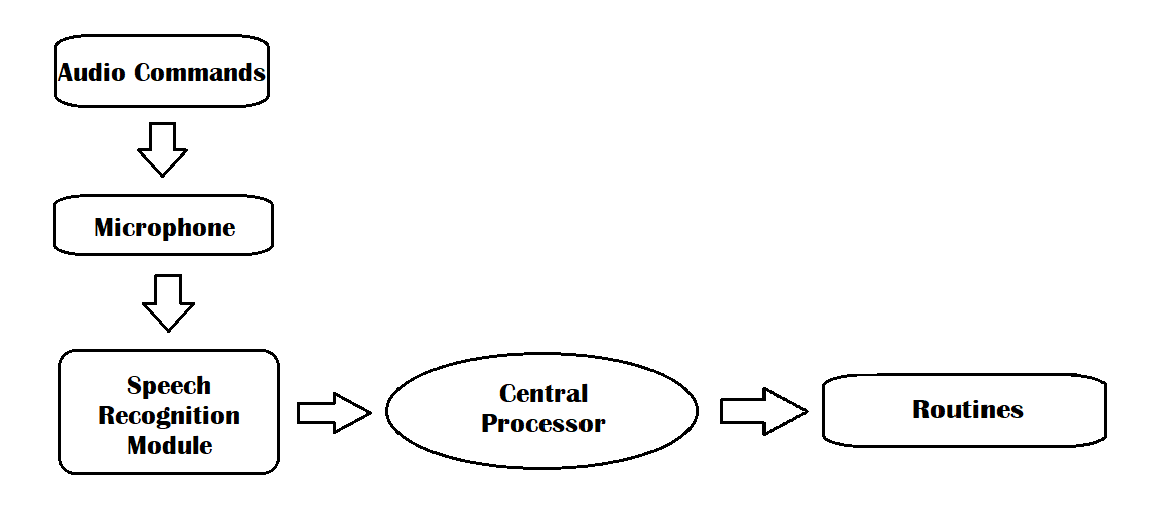 Audio Commands
Microphone
Speech
Recognition
Module
Central
Processor
Routines